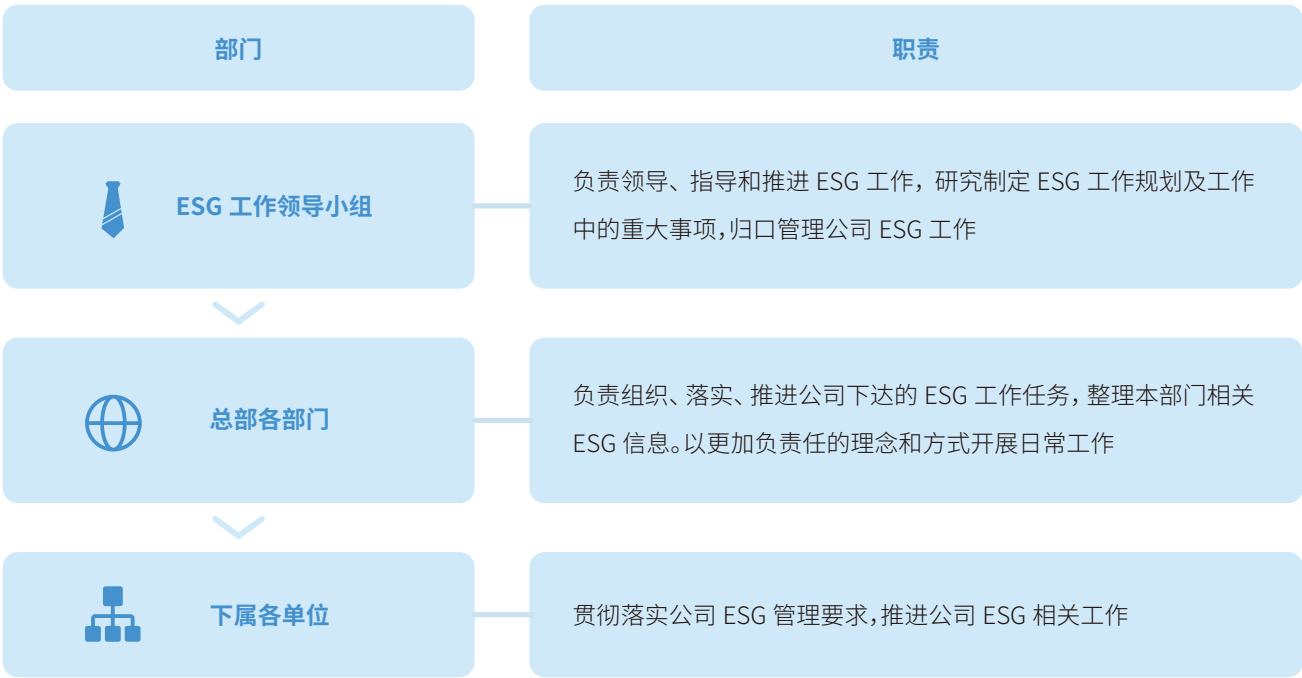 部门
职责
ESG 工作领导小组
负责领导、指导和推进 ESG 工作，研究制定 ESG 工作规划及工作
中的重大事项，归口管理公司 ESG 工作
总部各部门
负责组织、落实、推进公司下达的 ESG 工作任务，整理本部门相关
ESG 信息。以更加负责任的理念和方式开展日常工作
下属各单位
贯彻落实公司 ESG 管理要求，推进公司 ESG 相关工作